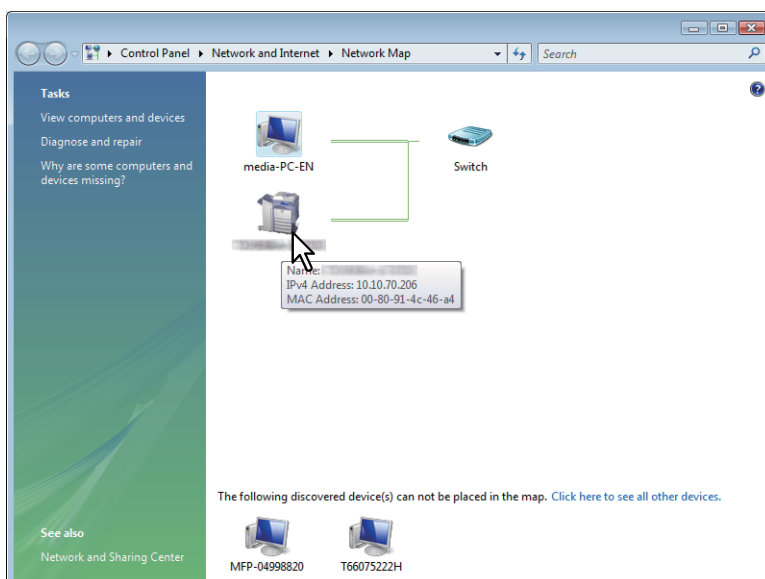 Control Panel ▸ Network and Internet ▸ Network Map
Search
Tasks
View computers and devices
Diagnose and repair
Why are some computers and
devices missing?
media-PC-EN
Switch
Name:
IPv4 Address: 10.10.70.206
MAC Address: 00-80-91-4c-46-a4
The following discovered device(s) can not be placed in the map. Click here to see all other devices.
See also
Network and Sharing Center
MFP-04998820
T66075222H